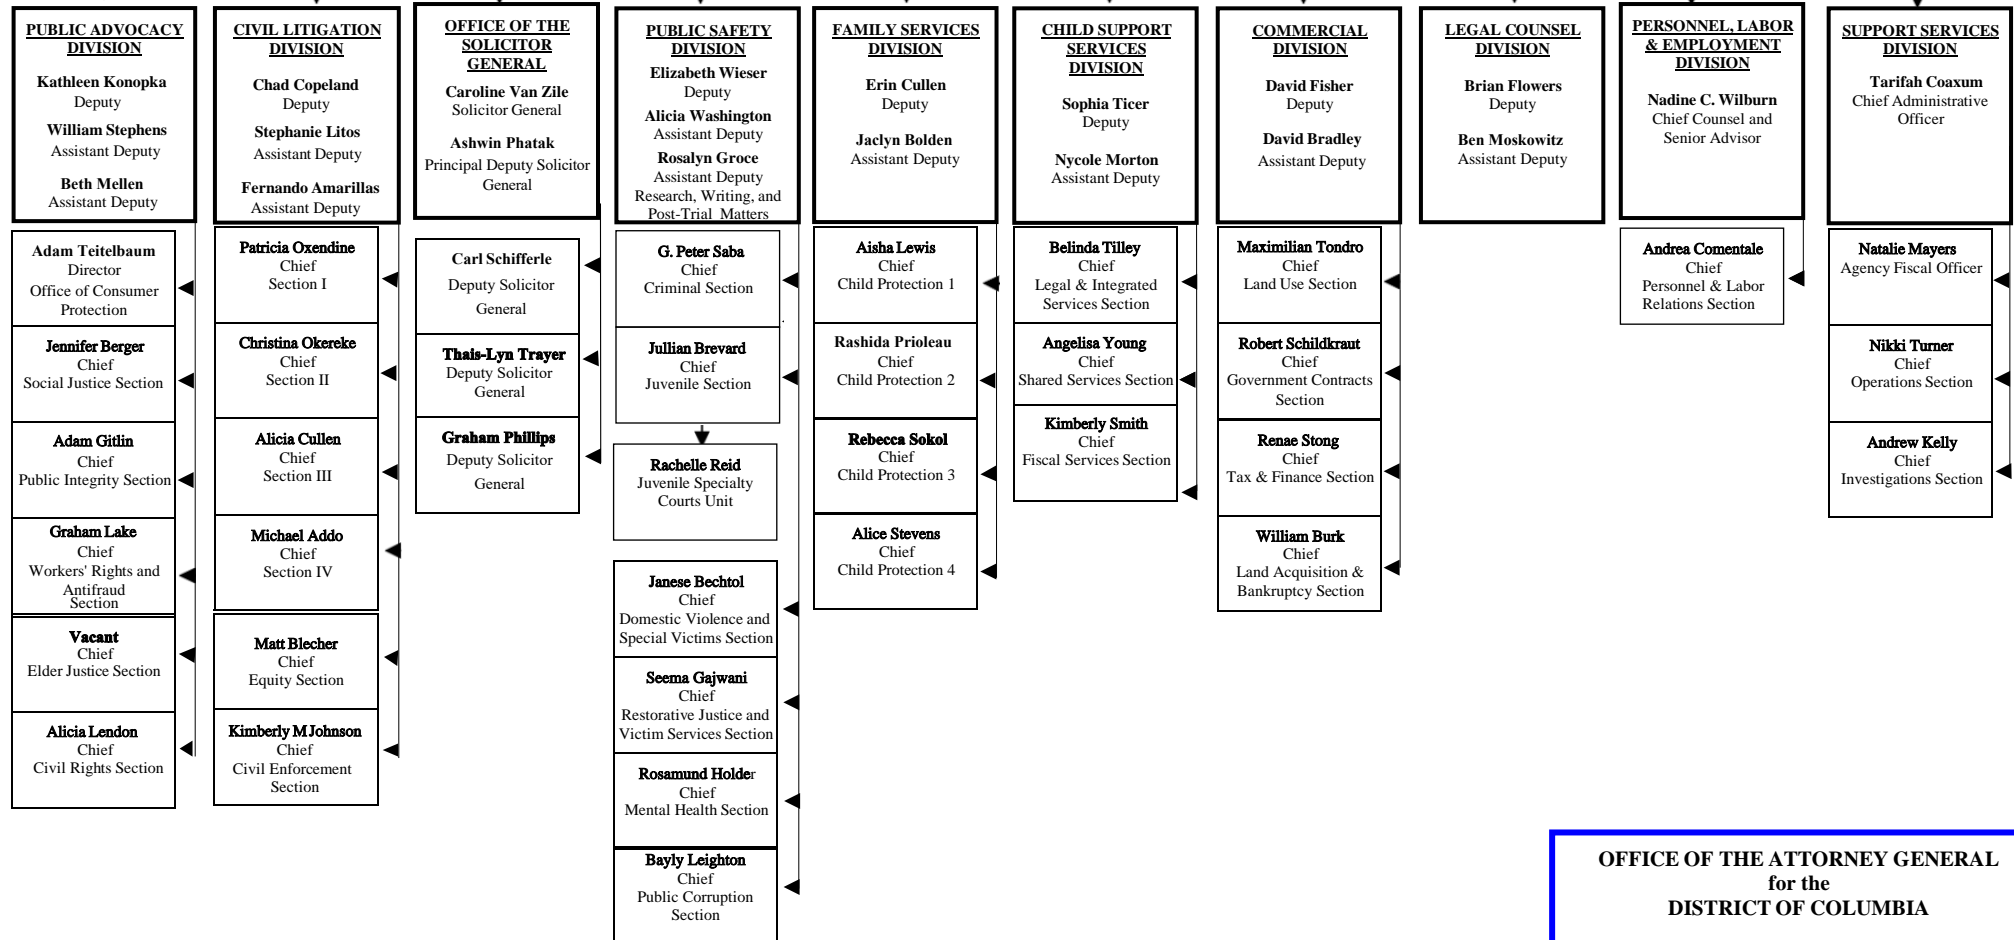 PUBLIC ADVOCACY
DIVISION
Kathleen Konopka
Deputy
William Stephens
Assistant Deputy
Beth Mellen
Assistant Deputy
Adam Teitelbaum
Director
Office of Consumer
Protection
Jennifer Berger
Chief
Social Justice Section
Adam Gitlin
Chief
Public Integrity Section
Graham Lake
Chief
Workers' Rights and
Antifraud
Section
Vacant
Chief
Elder Justice Section
Alicia Lendon
Chief
Civil Rights Section
CIVIL LITIGATION
DIVISION
Chad Copeland
Deputy
Stephanie Litos
Assistant Deputy
Fernando Amarillas
Assistant Deputy
Patricia Oxendine
Chief
Section I
Christina Okereke
Chief
Section II
Alicia Cullen
Chief
Section III
Michael Addo
Chief
Section IV
Matt Blecher
Chief
Equity Section
Kimberly M Johnson
Chief
Civil Enforcement
Section
OFFICE OF THE
SOLICITOR
GENERAL
Caroline Van Zile
Solicitor General
Ashwin Phatak
Principal Deputy Solicitor
General
Carl Schifferle
Deputy Solicitor
General
Thais-Lyn Trayer
Deputy Solicitor
General
Graham Phillips
Deputy Solicitor
General
PUBLIC SAFETY
DIVISION
Elizabeth Wieser
Deputy
Alicia Washington
Assistant Deputy
Rosalyn Groce
Assistant Deputy
Research, Writing, and
Post-Trial Matters
G. Peter Saba
Chief
Criminal Section
Jullian Brevard
Chief
Juvenile Section
Rachelle Reid
Juvenile Specialty
Courts Unit
Janese Bechtol
Chief
Domestic Violence and
Special Victims Section
Seema Gajwani
Chief
Restorative Justice and
Victim Services Section
Rosamund Holder
Chief
Mental Health Section
Bayly Leighton
Chief
Public Corruption
Section
FAMILY SERVICES
DIVISION
Erin Cullen
Deputy
Jaclyn Bolden
Assistant Deputy
Aisha Lewis
Chief
Child Protection 1
Rashida Prioleau
Chief
Child Protection 2
Rebecca Sokol
Chief
Child Protection 3
Alice Stevens
Chief
Child Protection 4
CHILD SUPPORT
SERVICES
DIVISION
Sophia Ticer
Deputy
Nycole Morton
Assistant Deputy
Belinda Tilley
Chief
Legal & Integrated
Services Section
Angelisa Young
Chief
Shared Services Section
Kimberly Smith
Chief
Fiscal Services Section
COMMERCIAL
DIVISION
David Fisher
Deputy
David Bradley
Assistant Deputy
Maximilian Tondro
Chief
Land Use Section
Robert Schildkraut
Chief
Government Contracts
Section
Renae Stong
Chief
Tax & Finance Section
William Burk
Chief
Land Acquisition &
Bankruptcy Section
LEGAL COUNSEL
DIVISION
Brian Flowers
Deputy
Ben Moskowitz
Assistant Deputy
PERSONNEL, LABOR
& EMPLOYMENT
DIVISION
Nadine C. Wilburn
Chief Counsel and
Senior Advisor
Andrea Comentale
Chief
Personnel & Labor
Relations Section
SUPPORT SERVICES
DIVISION
Tarifah Coaxum
Chief Administrative
Officer
Natalie Mayers
Agency Fiscal Officer
Nikki Turner
Chief
Operations Section
Andrew Kelly
Chief
Investigations Section
OFFICE OF THE ATTORNEY GENERAL
for the
DISTRICT OF COLUMBIA